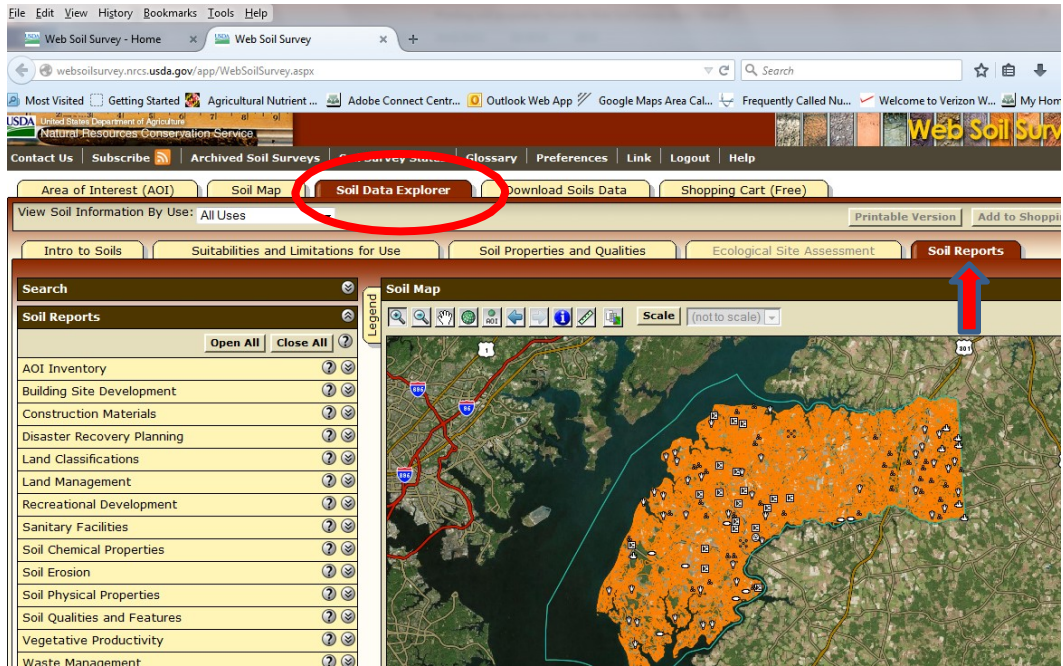 File Edit View History Bookmarks Tools Help
Web Soil Survey - Home × Web Soil Survey × +
websoilsurvey.nrcs.usda.gov/app/WebSoilSurvey.aspx Search
Most Visited Getting Started Agricultural Nutrient ... Adobe Connect Centr... Outlook Web App Google Maps Area Cal... Frequently Called Nu... Welcome to Verizon W... My Hom
USDA United States Department of Agriculture
Natural Resources Conservation Service
Web Soil Surv
Contact Us Subscribe Archived Soil Surveys Soil Survey Status Glossary Preferences Link Logout Help
Area of Interest (AOI) Soil Map Soil Data Explorer Download Soils Data Shopping Cart (Free)
View Soil Information By Use: All Uses Printable Version Add to Shoppin
Intro to Soils Suitabilities and Limitations for Use Soil Properties and Qualities Ecological Site Assessment Soil Reports
Search
Soil Reports
Open All Close All ?
AOI Inventory ?
Building Site Development ?
Construction Materials ?
Disaster Recovery Planning ?
Land Classifications ?
Land Management ?
Recreational Development ?
Sanitary Facilities ?
Soil Chemical Properties ?
Soil Erosion ?
Soil Physical Properties ?
Soil Qualities and Features ?
Vegetative Productivity ?
Waste Management ?
Legend
Soil Map
AOI i Scale (not to scale)
1
301
895
95
895